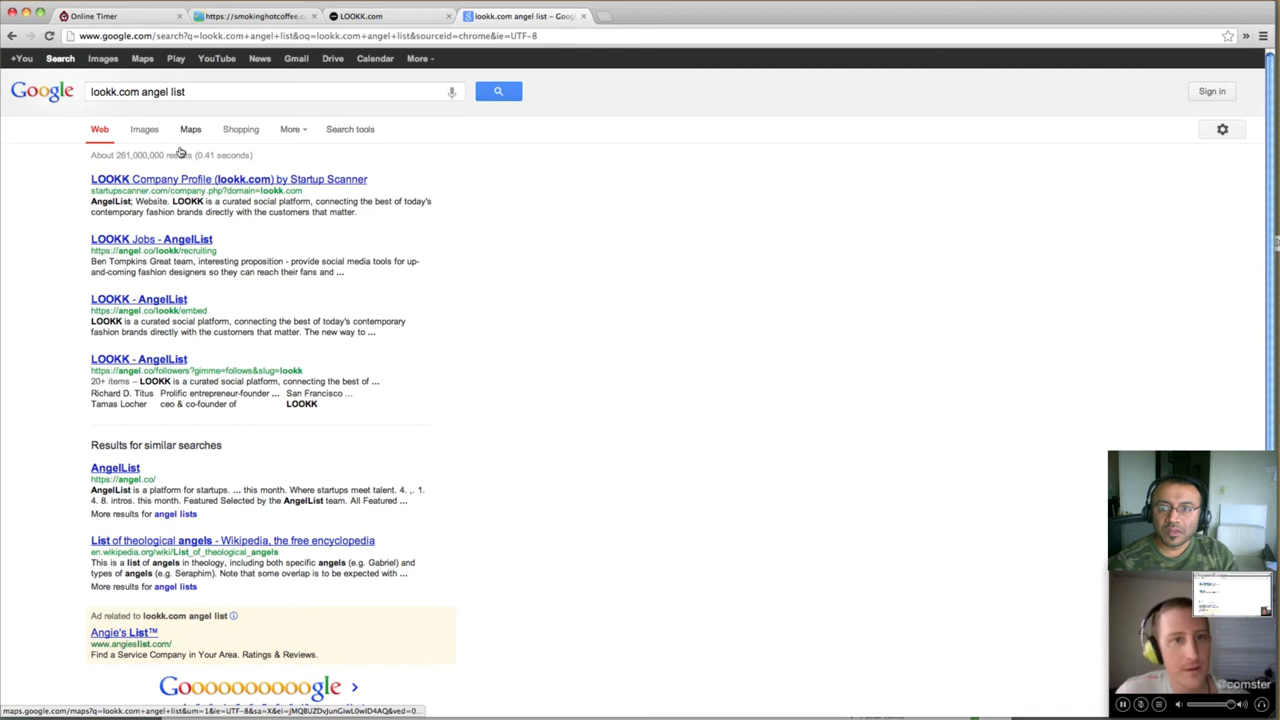 Online Timer
https://smokinghotcoffee.c
LOOKK.com
lookk.com angel list - Goog
www.google.com/search?q=lookk.com+angel+list&oq=lookk.com+angel+list&sourceid=chrome&ie=UTF-8
+You Search Images Maps Play YouTube News Gmail Drive Calendar More
Google
lookk.com angel list
Sign in
Web Images Maps Shopping More Search tools
About 261,000,000 results (0.41 seconds)
LOOKK Company Profile (lookk.com) by Startup Scanner
startupscanner.com/company.php?domain=lookk.com
AngelList; Website. LOOKK is a curated social platform, connecting the best of today's
contemporary fashion brands directly with the customers that matter.
LOOKK Jobs - AngelList
https://angel.co/lookk/recruiting
Ben Tompkins Great team, interesting proposition - provide social media tools for up-
and-coming fashion designers so they can reach their fans and ...
LOOKK - AngelList
https://angel.co/lookk/embed
LOOKK is a curated social platform, connecting the best of today's contemporary
fashion brands directly with the customers that matter. The new way to ...
LOOKK - AngelList
https://angel.co/followers?gimme=follows&slug=lookk
20+ items – LOOKK is a curated social platform, connecting the best of ...
Richard D. Titus Prolific entrepreneur-founder ... San Francisco ...
Tamas Locher ceo & co-founder of LOOKK
Results for similar searches
AngelList
https://angel.co/
AngelList is a platform for startups. ... this month. Where startups meet talent. 4. ,. 1.
4. 8. intros. this month. Featured Selected by the AngelList team. All Featured ...
More results for angel lists
List of theological angels - Wikipedia, the free encyclopedia
en.wikipedia.org/wiki/List_of_theological_angels
This is a list of angels in theology, including both specific angels (e.g. Gabriel) and
types of angels (e.g. Seraphim). Note that some overlap is to be expected with ...
More results for angel lists
Ad related to lookk.com angel list
Angie's List™
www.angieslist.com/
Find a Service Company in Your Area. Ratings & Reviews.
Goooooooooogle
@comster